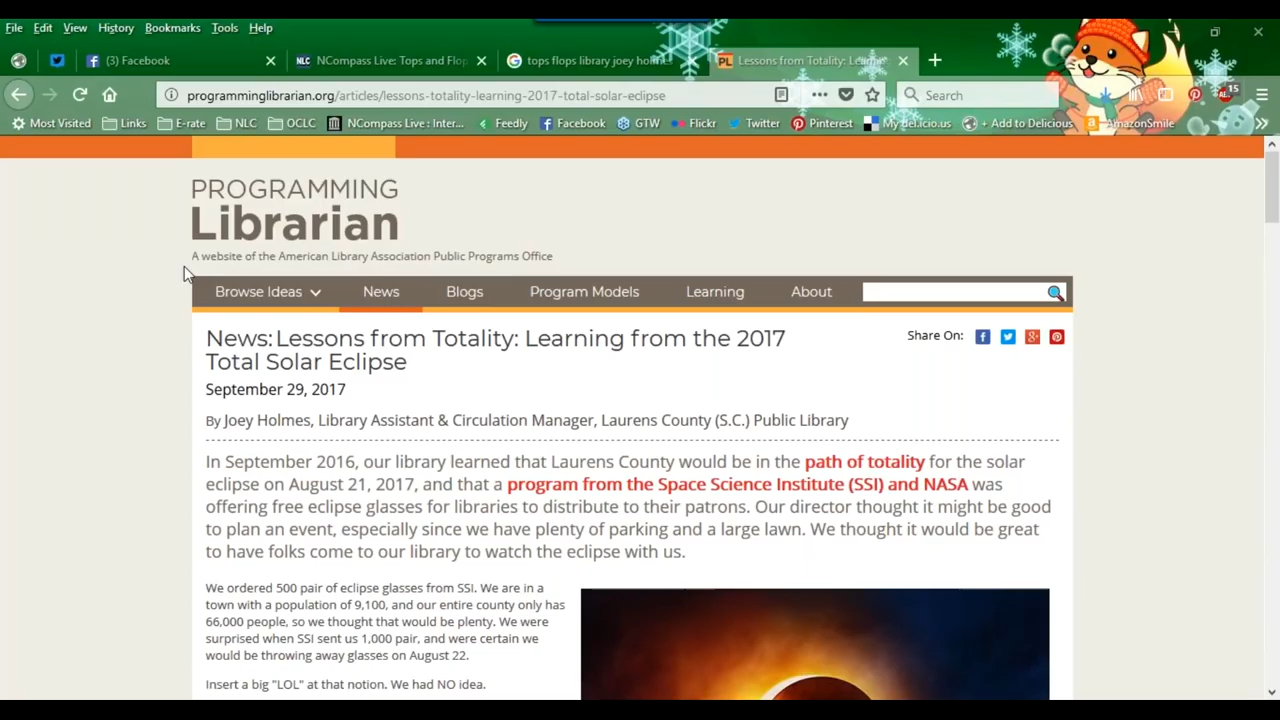 File Edit View History Bookmarks Tools Help
(3) Facebook
NLC NCompass Live: Tops and Flop
tops flops library joey holme
PL Lessons from Totality: Learn
programminglibrarian.org/articles/lessons-totality-learning-2017-total-solar-eclipse
Search
15
Most Visited Links E-rate NLC OCLC NCompass Live : Inter... Feedly Facebook GTW Flickr Twitter Pinterest My del.icio.us + Add to Delicious AmazonSmile
PROGRAMMING
Librarian
A website of the American Library Association Public Programs Office
Browse Ideas News Blogs Program Models Learning About
News: Lessons from Totality: Learning from the 2017
Total Solar Eclipse
Share On:
September 29, 2017
By Joey Holmes, Library Assistant & Circulation Manager, Laurens County (S.C.) Public Library
In September 2016, our library learned that Laurens County would be in the path of totality for the solar
eclipse on August 21, 2017, and that a program from the Space Science Institute (SSI) and NASA was
offering free eclipse glasses for libraries to distribute to their patrons. Our director thought it might be good
to plan an event, especially since we have plenty of parking and a large lawn. We thought it would be great
to have folks come to our library to watch the eclipse with us.
We ordered 500 pair of eclipse glasses from SSI. We are in a
town with a population of 9,100, and our entire county only has
66,000 people, so we thought that would be plenty. We were
surprised when SSI sent us 1,000 pair, and were certain we
would be throwing away glasses on August 22.
Insert a big "LOL" at that notion. We had NO idea.